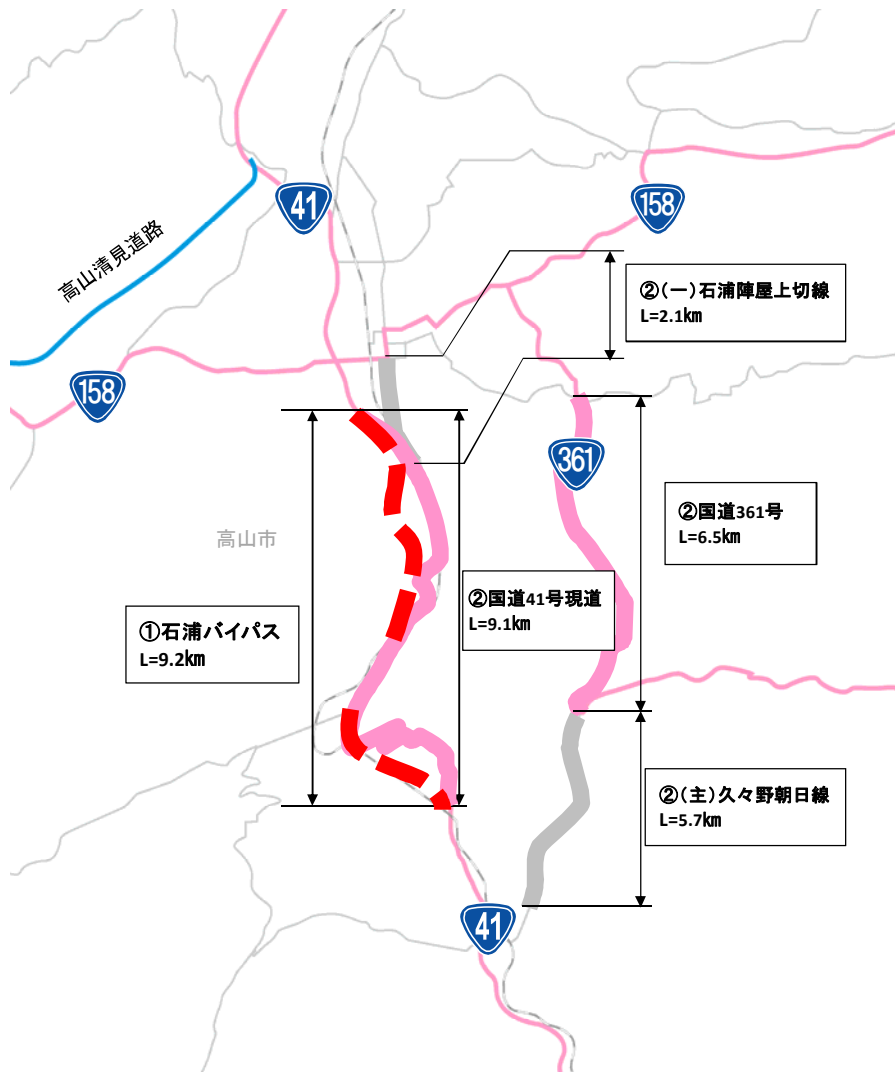 41
158
高山清見道路
②(一)石浦陣屋上切線
L=2.1km
158
361
②国道361号
L=6.5km
高山市
②国道41号現道
L=9.1km
①石浦バイパス
L=9.2km
②(主)久々野朝日線
L=5.7km
41